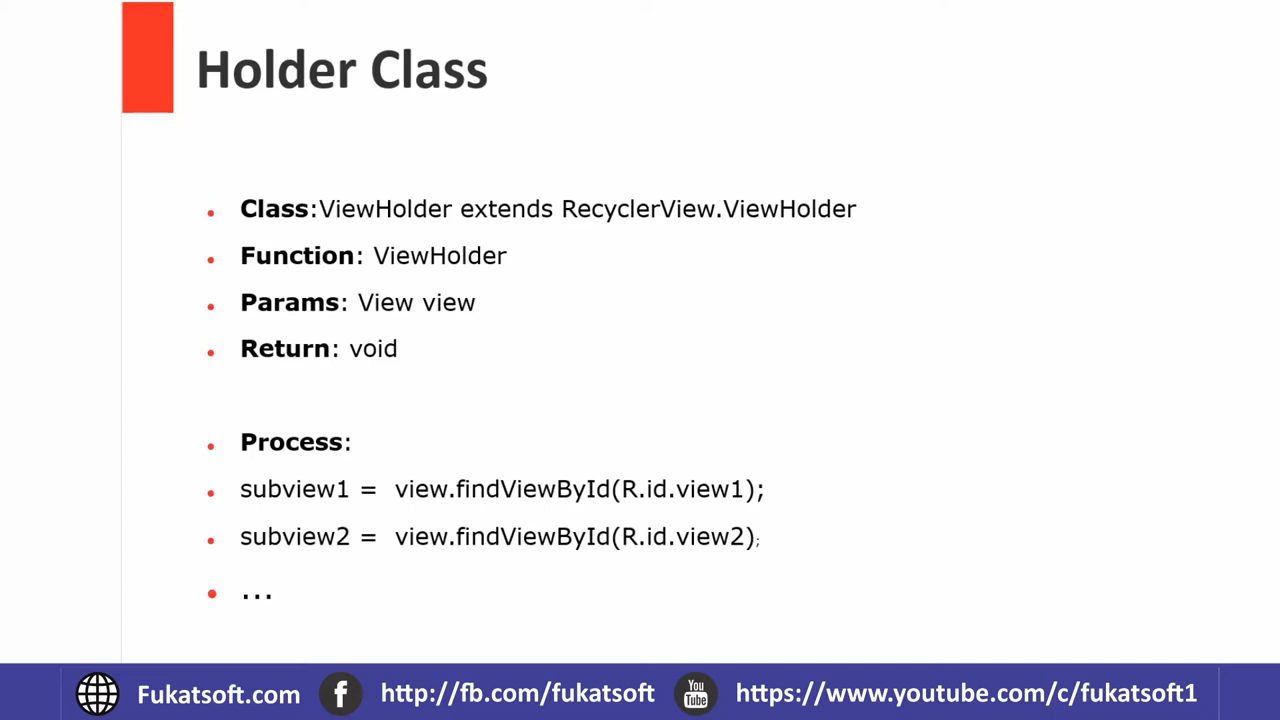 Holder Class
• Class:ViewHolder extends RecyclerView.ViewHolder
• Function: ViewHolder
• Params: View view
• Return: void
• Process:
• subview1 = view.findViewById(R.id.view1);
• subview2 = view.findViewById(R.id.view2);
• ...
Fukatsoft.com f http://fb.com/fukatsoft You Tube https://www.youtube.com/c/fukatsoft1